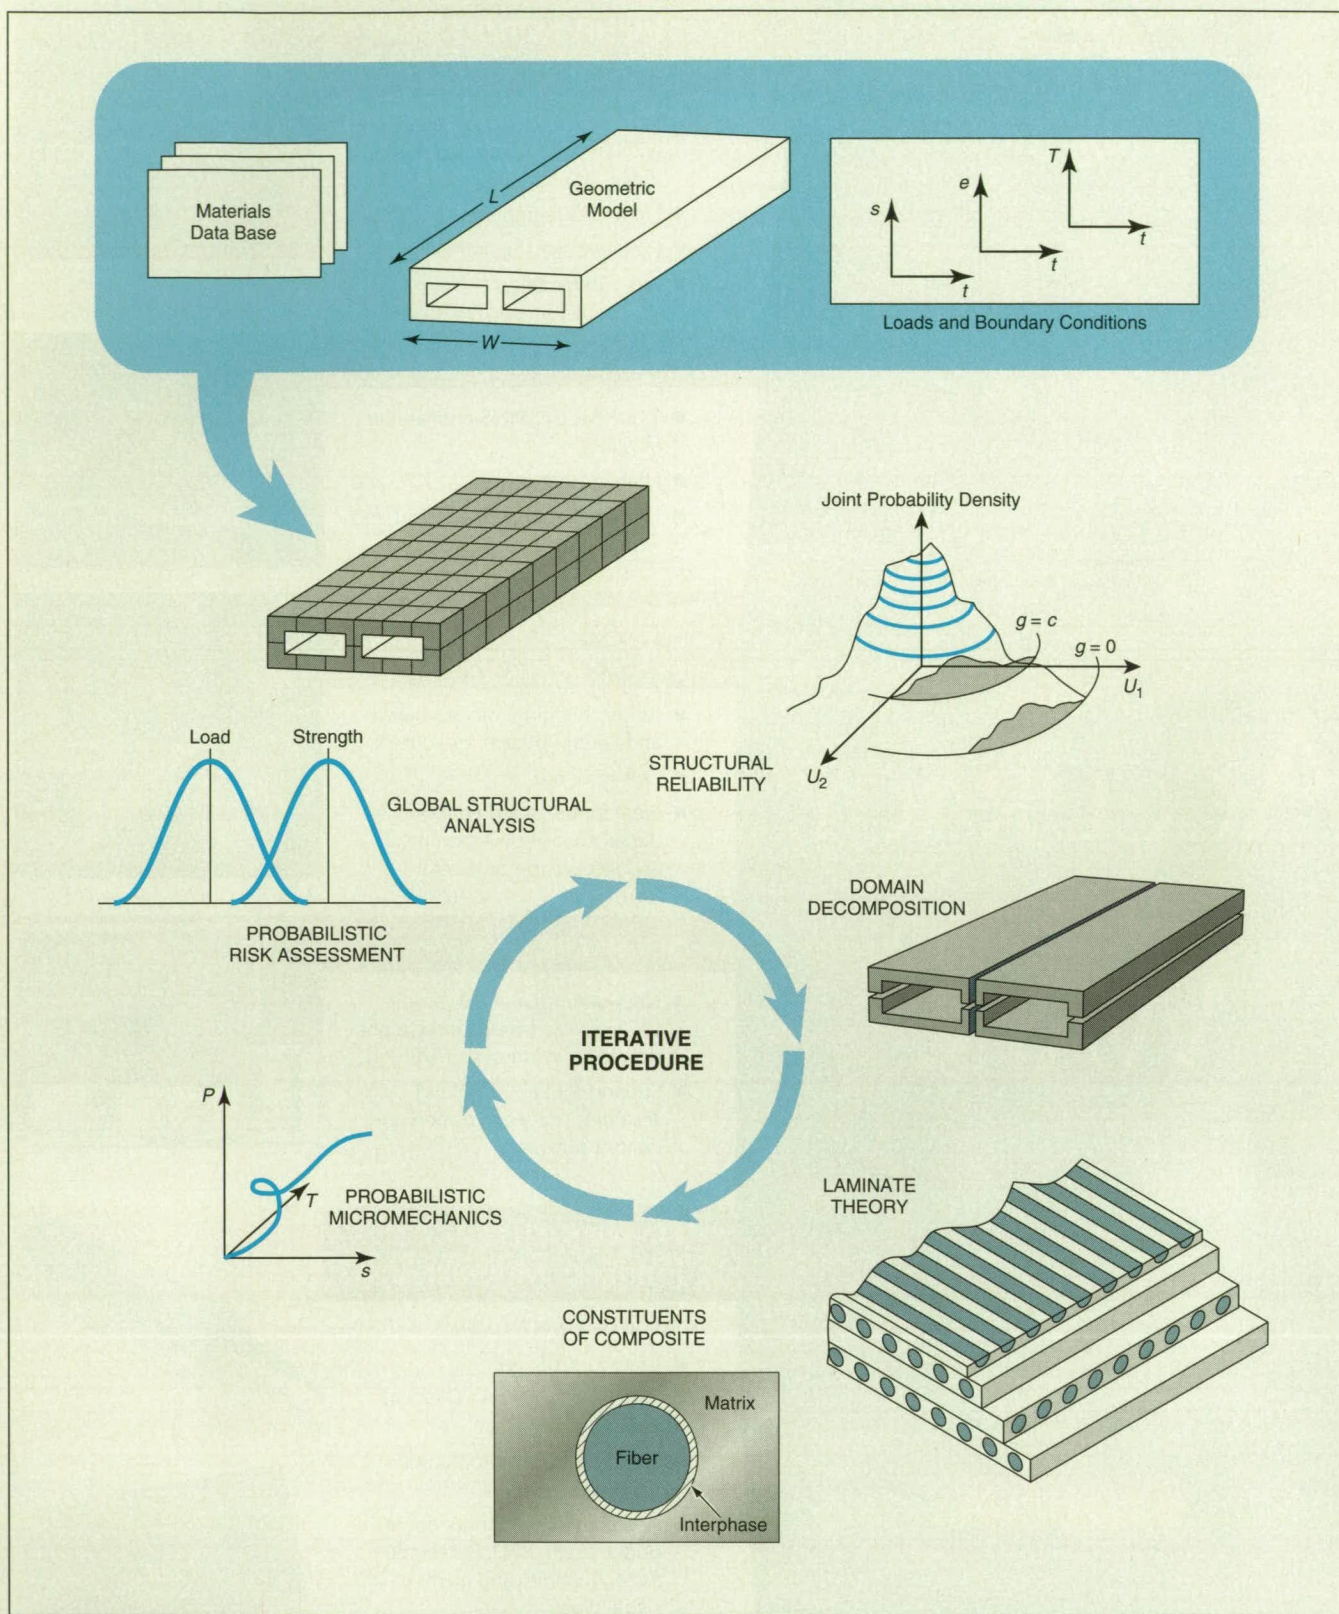 Materials
Data Base
L
Geometric
Model
W
s
t
e
t
T
t
Loads and Boundary Conditions
Joint Probability Density
g = c
g = 0
U1
U2
STRUCTURAL
RELIABILITY
Load
Strength
GLOBAL STRUCTURAL
ANALYSIS
PROBABILISTIC
RISK ASSESSMENT
DOMAIN
DECOMPOSITION
ITERATIVE
PROCEDURE
P
T
s
PROBABILISTIC
MICROMECHANICS
LAMINATE
THEORY
CONSTITUENTS
OF COMPOSITE
Matrix
Fiber
Interphase